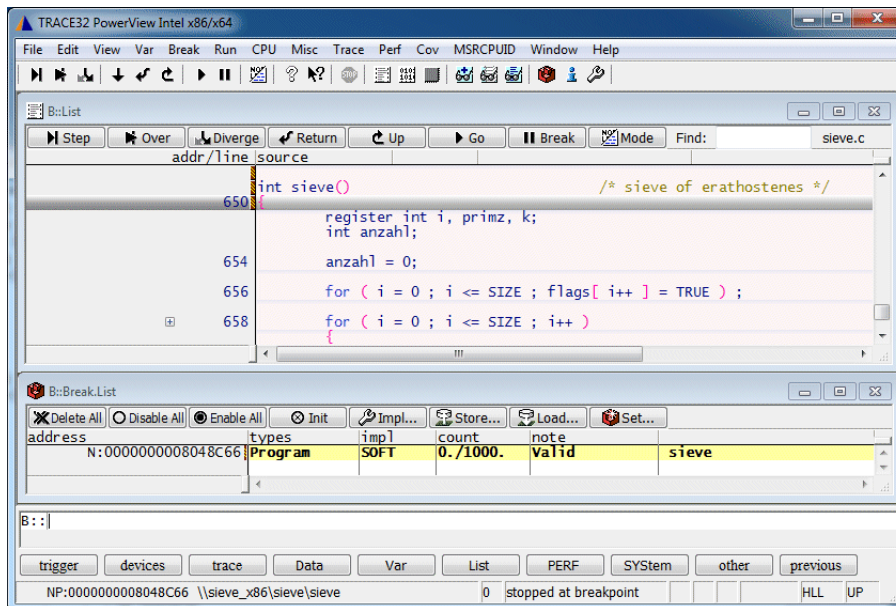 TRACE32 PowerView Intel x86/x64
File Edit View Var Break Run CPU Misc Trace Perf Cov MSRCPUID Window Help
B::List
Step Over Diverge Return Up Go Break Mode Find: sieve.c
addr/line source
int sieve() /* sieve of erathostenes */
650 {
register int i, primz, k;
int anzahl;
654 anzahl = 0;
656 for ( i = 0 ; i <= SIZE ; flags[ i++ ] = TRUE ) ;
658 for ( i = 0 ; i <= SIZE ; i++ )
{
B::Break.List
Delete All Disable All Enable All Init Impl... Store... Load... Set...
address types impl count note
N:0000000008048C66 Program SOFT 0./1000. Valid sieve
B::
trigger devices trace Data Var List PERF SYStem other previous
NP:0000000008048C66 \\sieve_x86\sieve\sieve 0 stopped at breakpoint HLL UP